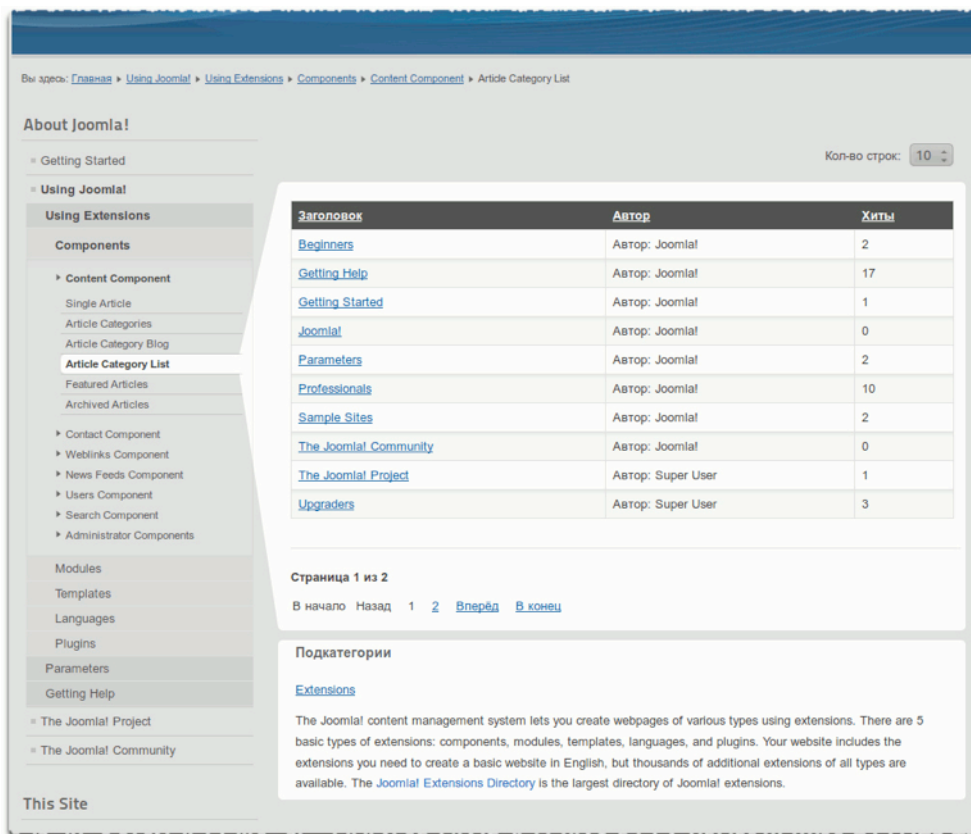 Вы здесь: Главная Using Joomla! Using Extensions Components Content Component Article Category List
About Joomla!
Getting Started
Using Joomla!
Using Extensions
Components
Content Component
Single Article
Article Categories
Article Category Blog
Article Category List
Featured Articles
Archived Articles
Contact Component
Weblinks Component
News Feeds Component
Users Component
Search Component
Administrator Components
Modules
Templates
Languages
Plugins
Parameters
Getting Help
The Joomla! Project
The Joomla! Community
This Site
Кол-во строк: 10
Заголовок Автор Хиты
Beginners Автор: Joomla! 2
Getting Help Автор: Joomla! 17
Getting Started Автор: Joomla! 1
Joomla! Автор: Joomla! 0
Parameters Автор: Joomla! 2
Professionals Автор: Joomla! 10
Sample Sites Автор: Joomla! 2
The Joomla! Community Автор: Joomla! 0
The Joomla! Project Автор: Super User 1
Upgraders Автор: Super User 3
Страница 1 из 2
В начало Назад 1 2 Вперёд В конец
Подкатегории
Extensions
The Joomla! content management system lets you create webpages of various types using extensions. There are 5
basic types of extensions: components, modules, templates, languages, and plugins. Your website includes the
extensions you need to create a basic website in English, but thousands of additional extensions of all types are
available. The Joomla! Extensions Directory is the largest directory of Joomla! extensions.